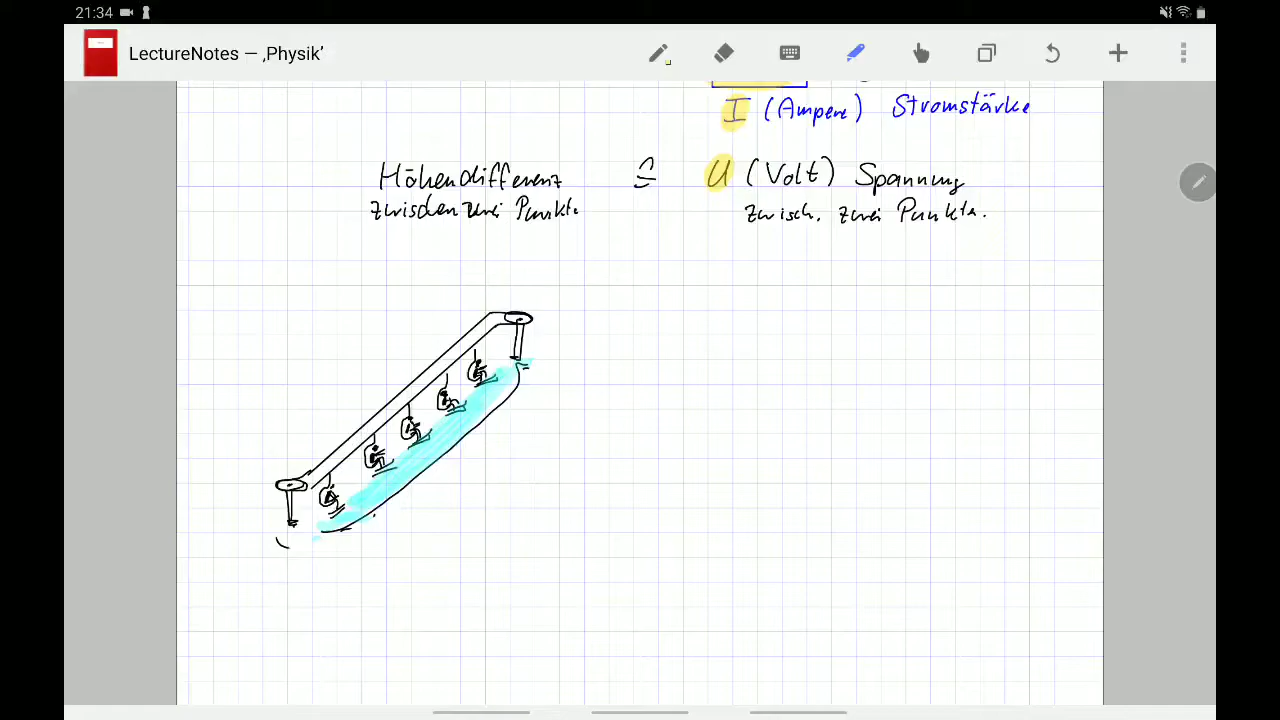 21:34
LectureNotes — ‚Physik’
I (Ampere) Stromstärke
Höhendifferenz ≙ U (Volt) Spannung
zwischen zwei Punkte zwisch. zwei Punkte.